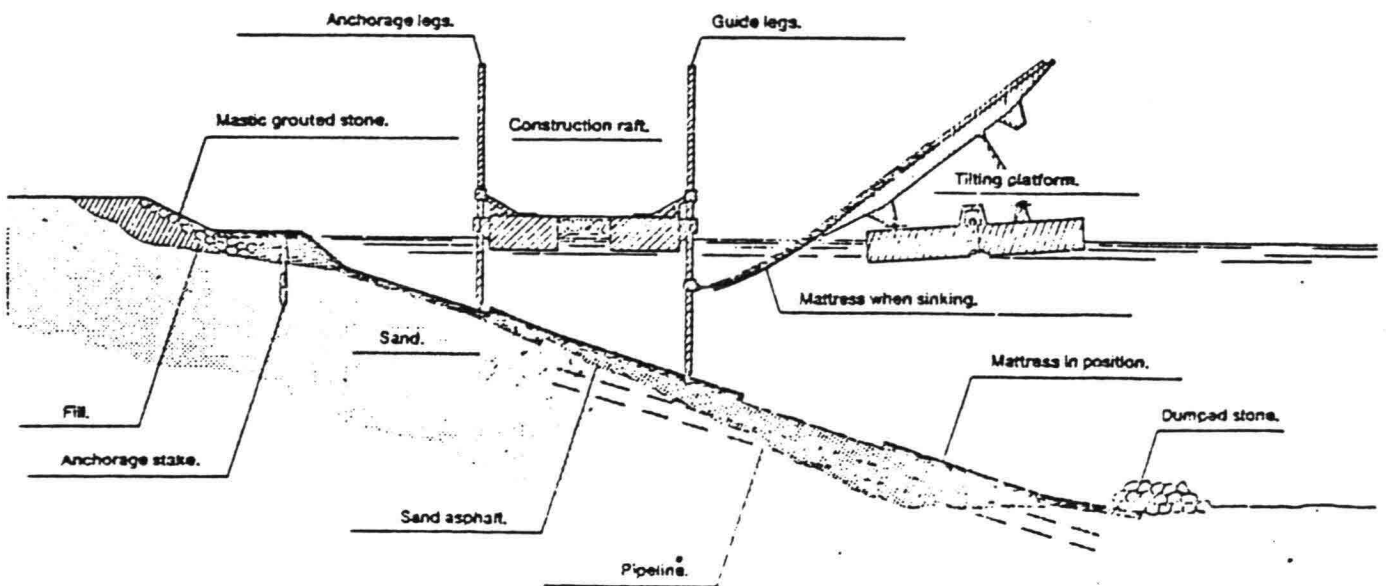 Anchorage legs.
Guide legs.
Mastic grouted stone.
Construction raft.
Tilting platform.
Mattress when sinking.
Sand.
Mattress in position.
Fill.
Dumped stone.
Anchorage stake.
Sand asphalt.
Pipeline.